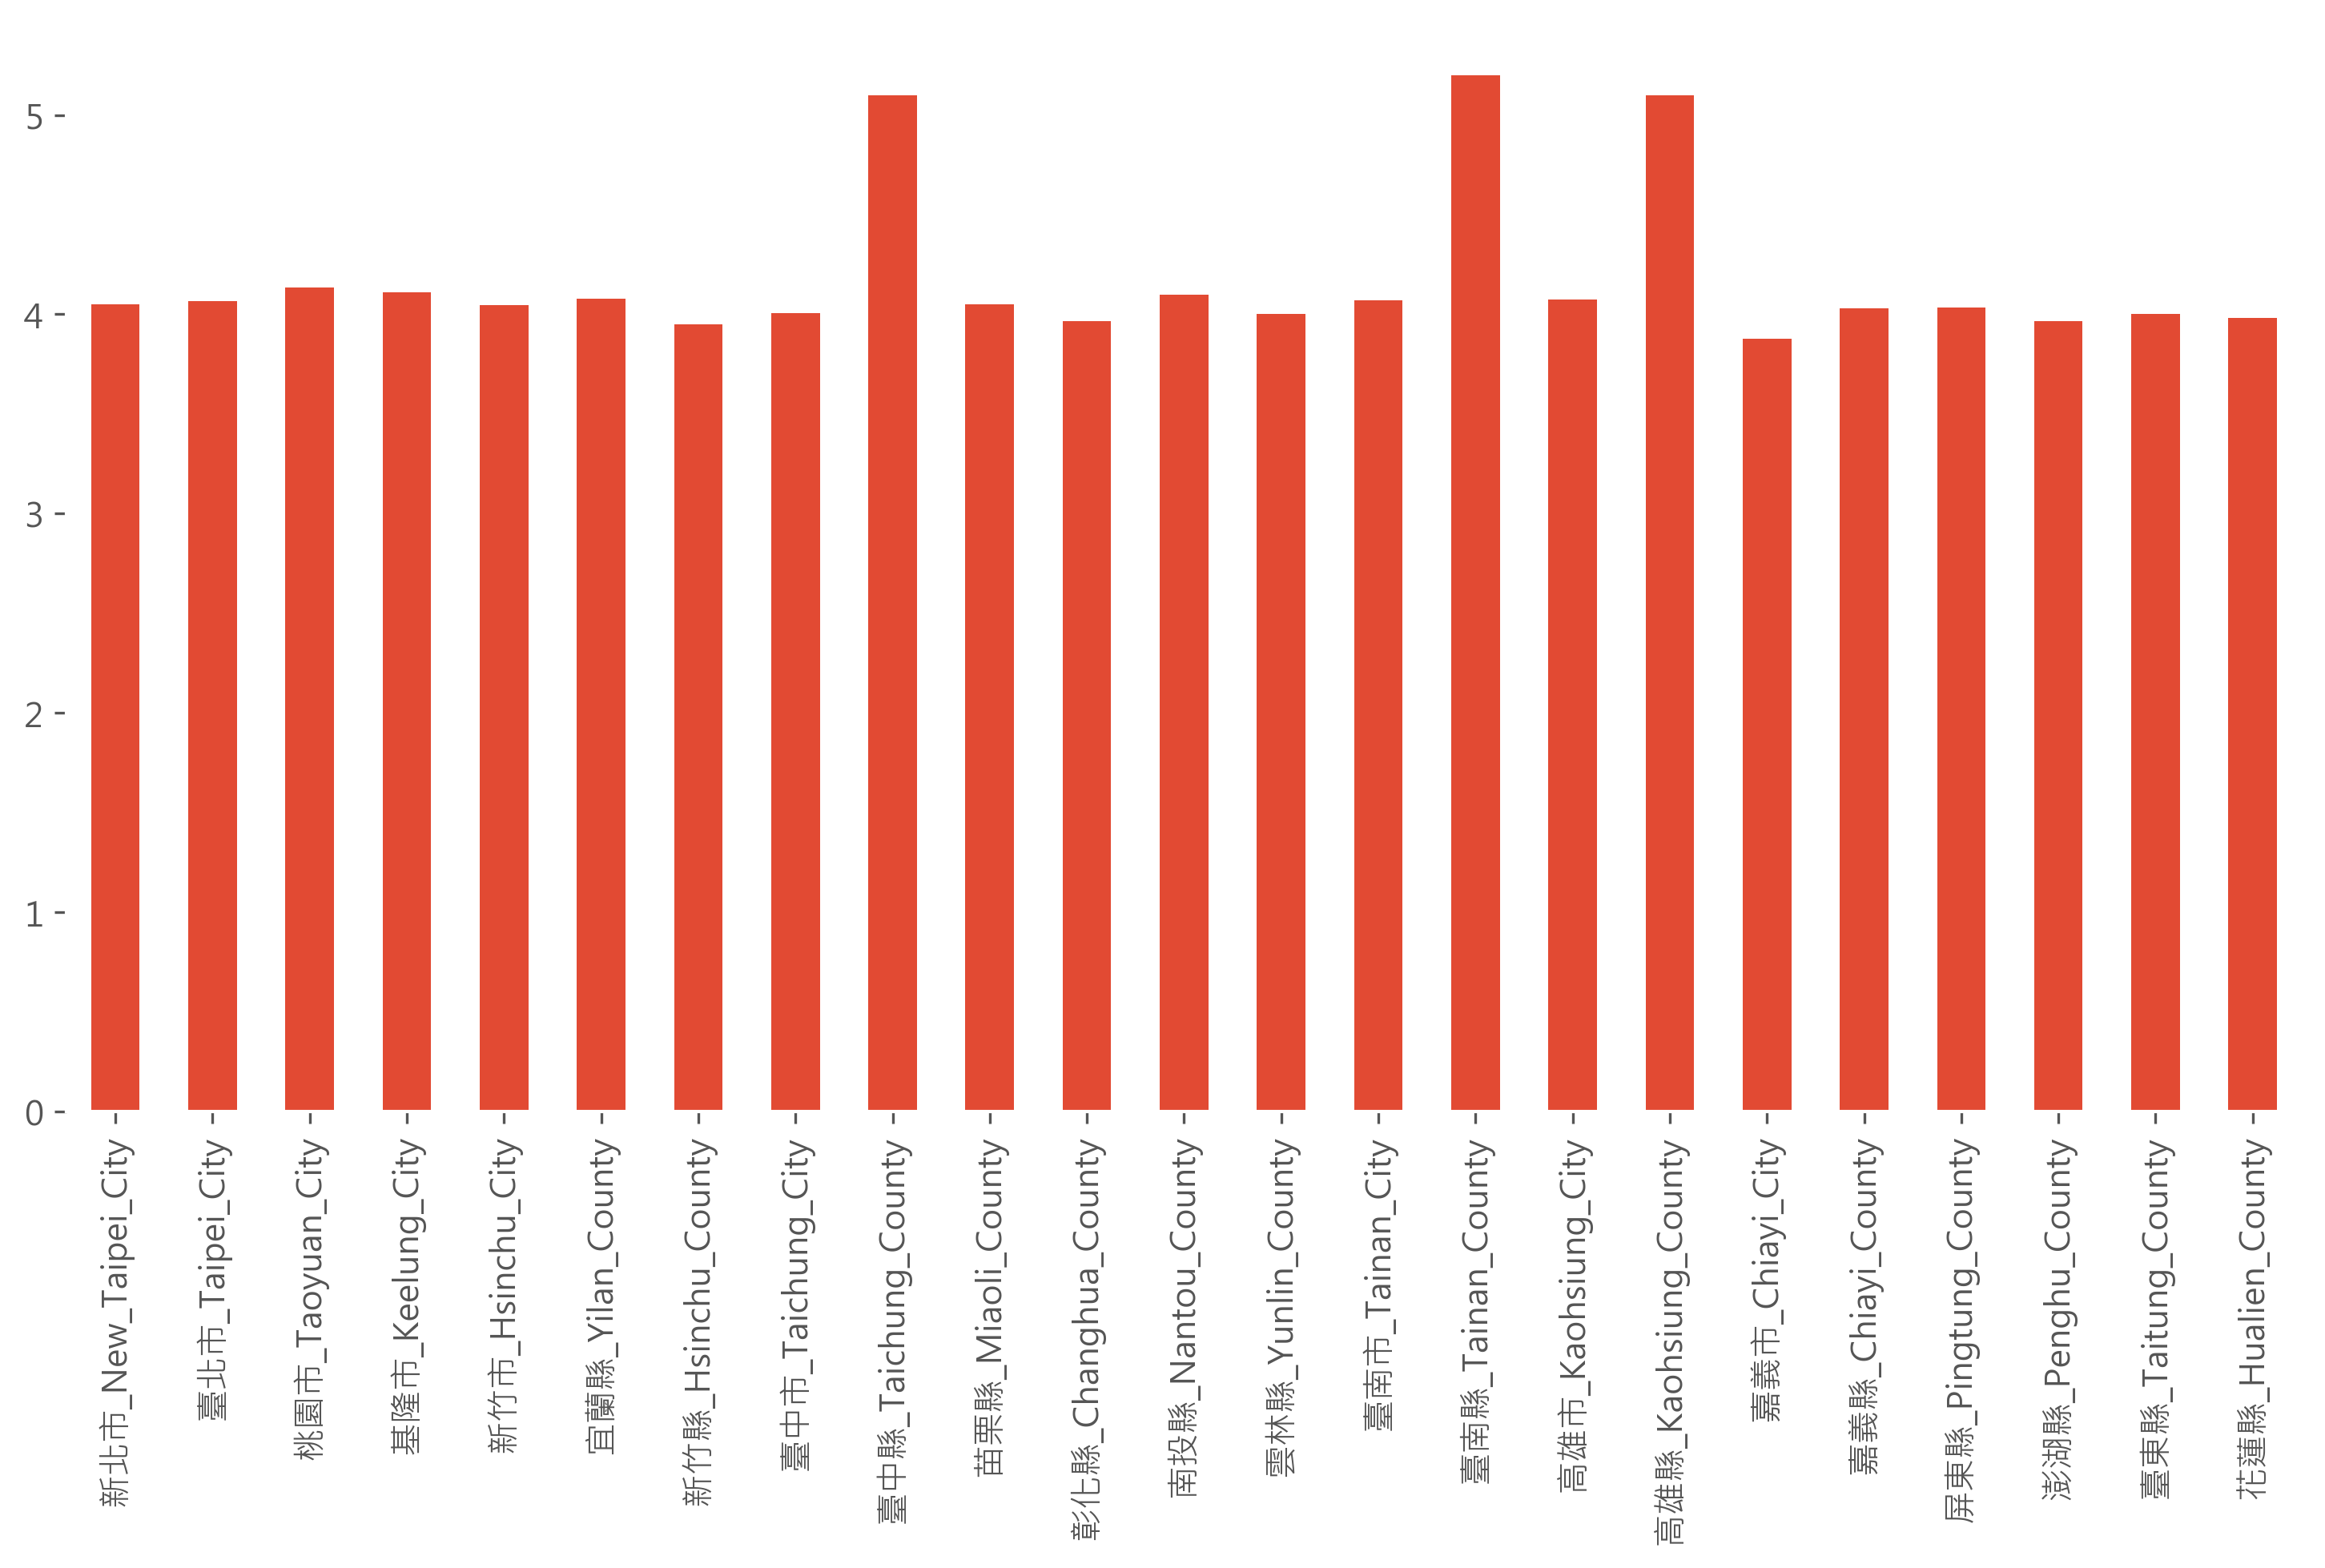 5
4
3
2
1
0
新北市_New_Taipei_City
臺北市_Taipei_City
桃園市_Taoyuan_City
基隆市_Keelung_City
新竹市_Hsinchu_City
宜蘭縣_Yilan_County
新竹縣_Hsinchu_County
臺中市_Taichung_City
臺中縣_Taichung_County
苗栗縣_Miaoli_County
彰化縣_Changhua_County
南投縣_Nantou_County
雲林縣_Yunlin_County
臺南市_Tainan_City
臺南縣_Tainan_County
高雄市_Kaohsiung_City
高雄縣_Kaohsiung_County
嘉義市_Chiayi_City
嘉義縣_Chiayi_County
屏東縣_Pingtung_County
澎湖縣_Penghu_County
臺東縣_Taitung_County
花蓮縣_Hualien_County